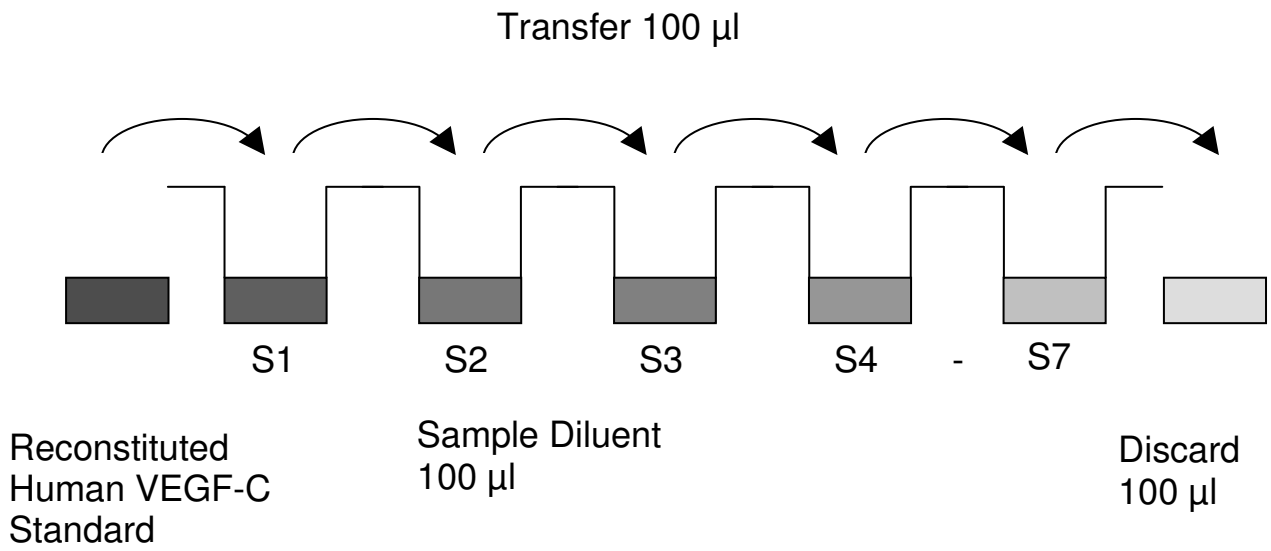 Transfer 100 µl
S1 S2 S3 S4 - S7
Reconstituted
Human VEGF-C
Standard
Sample Diluent
100 µl
Discard
100 µl